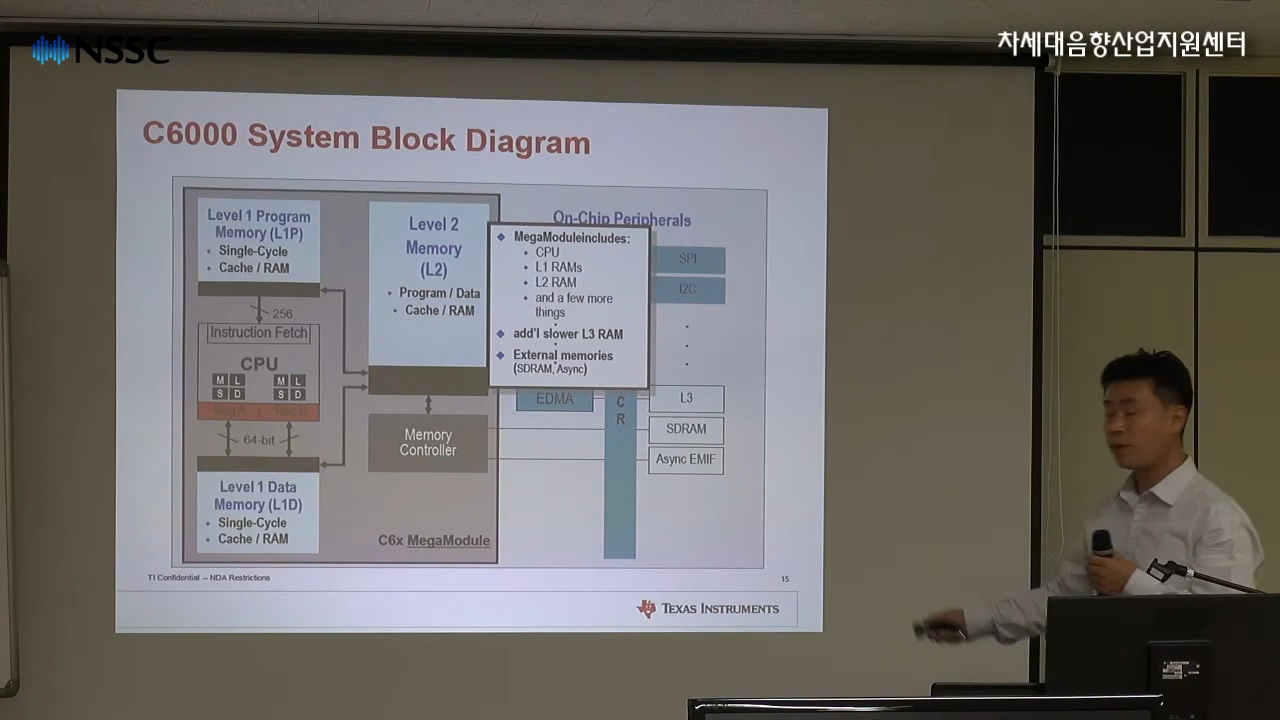 NSSC
차세대음향산업지원센터
C6000 System Block Diagram
Level 1 Program
Memory (L1P)
• Single-Cycle
• Cache / RAM
256
Instruction Fetch
CPU
M L M L
S D S D
Reg A Reg B
64-bit
Level 1 Data
Memory (L1D)
• Single-Cycle
• Cache / RAM
Level 2
Memory
(L2)
• Program / Data
• Cache / RAM
Memory
Controller
C6x MegaModule
On-Chip Peripherals
MegaModuleincludes:
• CPU
• L1 RAMs
• L2 RAM
• and a few more
things
add'l slower L3 RAM
External memories
(SDRAM, Async)
SPI
I2C
EDMA
C
R
L3
SDRAM
Async EMIF
TI Confidential – NDA Restrictions
15
TEXAS INSTRUMENTS